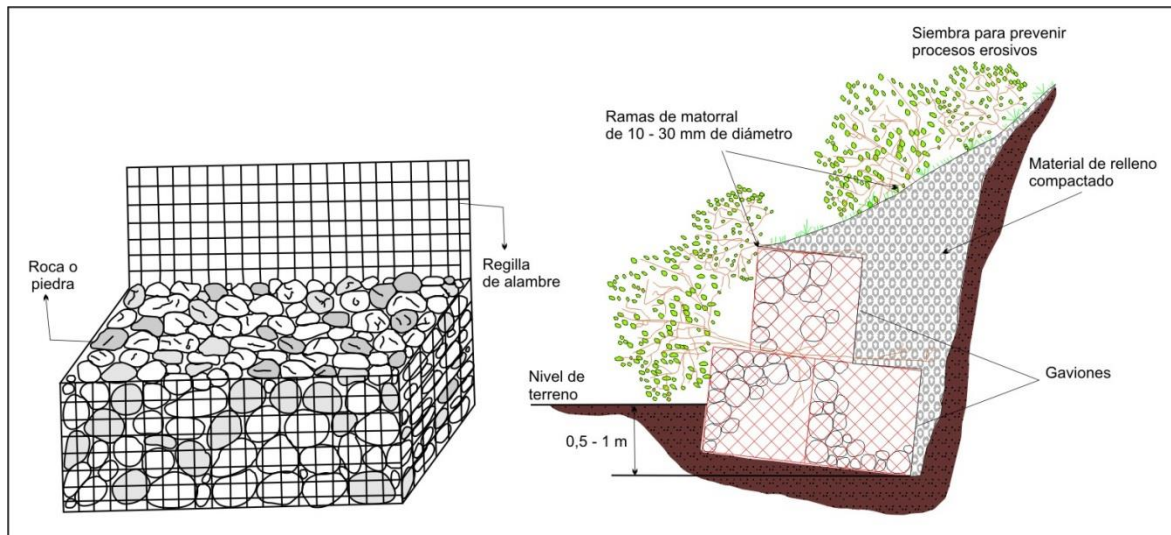 Roca o
piedra
Regilla
de alambre
Siembra para prevenir
procesos erosivos
Ramas de matorral
de 10 - 30 mm de diámetro
Material de relleno
compactado
Nivel de
terreno
Gaviones
0,5 - 1 m